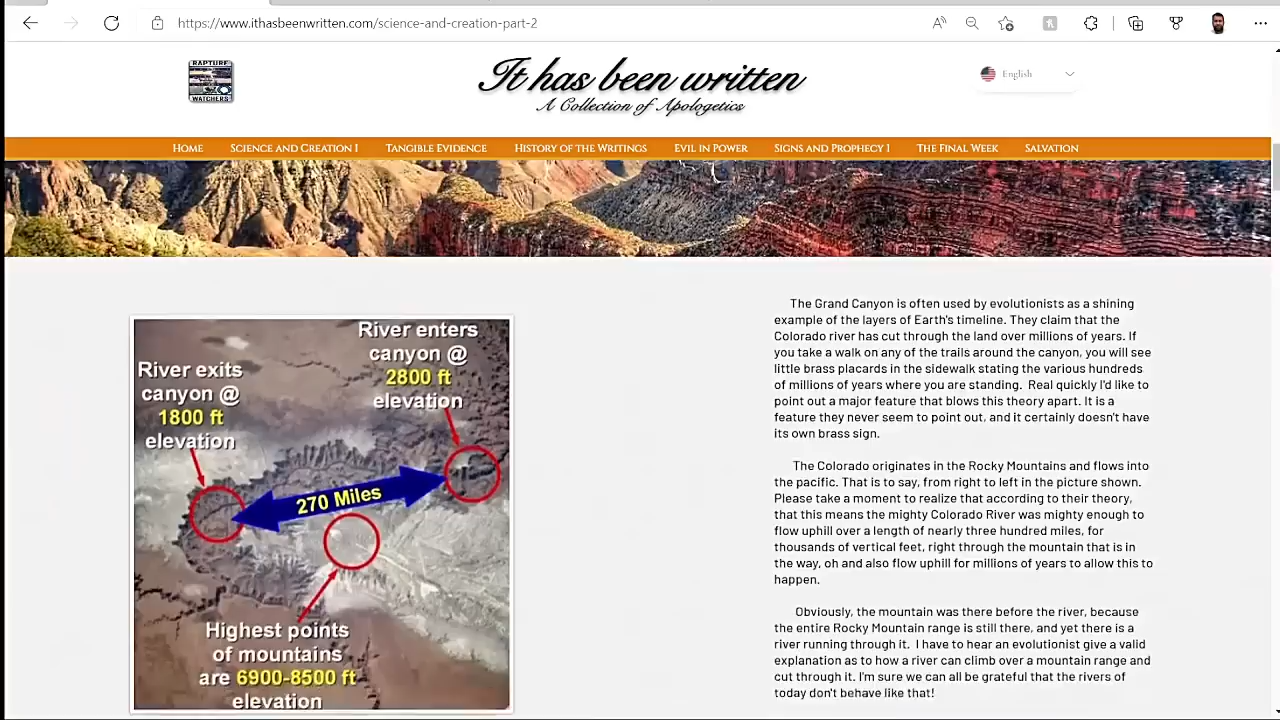 https://www.ithasbeenwritten.com/science-and-creation-part-2
RAPTURE
WATCHERS
It has been written
A Collection of Apologetics
English
HOME SCIENCE AND CREATION I TANGIBLE EVIDENCE HISTORY OF THE WRITINGS EVIL IN POWER SIGNS AND PROPHECY I THE FINAL WEEK SALVATION
River enters
canyon @
2800 ft
elevation
River exits
canyon @
1800 ft
elevation
270 Miles
Highest points
of mountains
are 6900-8500 ft
elevation
The Grand Canyon is often used by evolutionists as a shining
example of the layers of Earth's timeline. They claim that the
Colorado river has cut through the land over millions of years. If
you take a walk on any of the trails around the canyon, you will see
little brass placards in the sidewalk stating the various hundreds
of millions of years where you are standing. Real quickly I'd like to
point out a major feature that blows this theory apart. It is a
feature they never seem to point out, and it certainly doesn't have
its own brass sign.
The Colorado originates in the Rocky Mountains and flows into
the pacific. That is to say, from right to left in the picture shown.
Please take a moment to realize that according to their theory,
that this means the mighty Colorado River was mighty enough to
flow uphill over a length of nearly three hundred miles, for
thousands of vertical feet, right through the mountain that is in
the way, oh and also flow uphill for millions of years to allow this to
happen.
Obviously, the mountain was there before the river, because
the entire Rocky Mountain range is still there, and yet there is a
river running through it. I have to hear an evolutionist give a valid
explanation as to how a river can climb over a mountain range and
cut through it. I'm sure we can all be grateful that the rivers of
today don't behave like that!